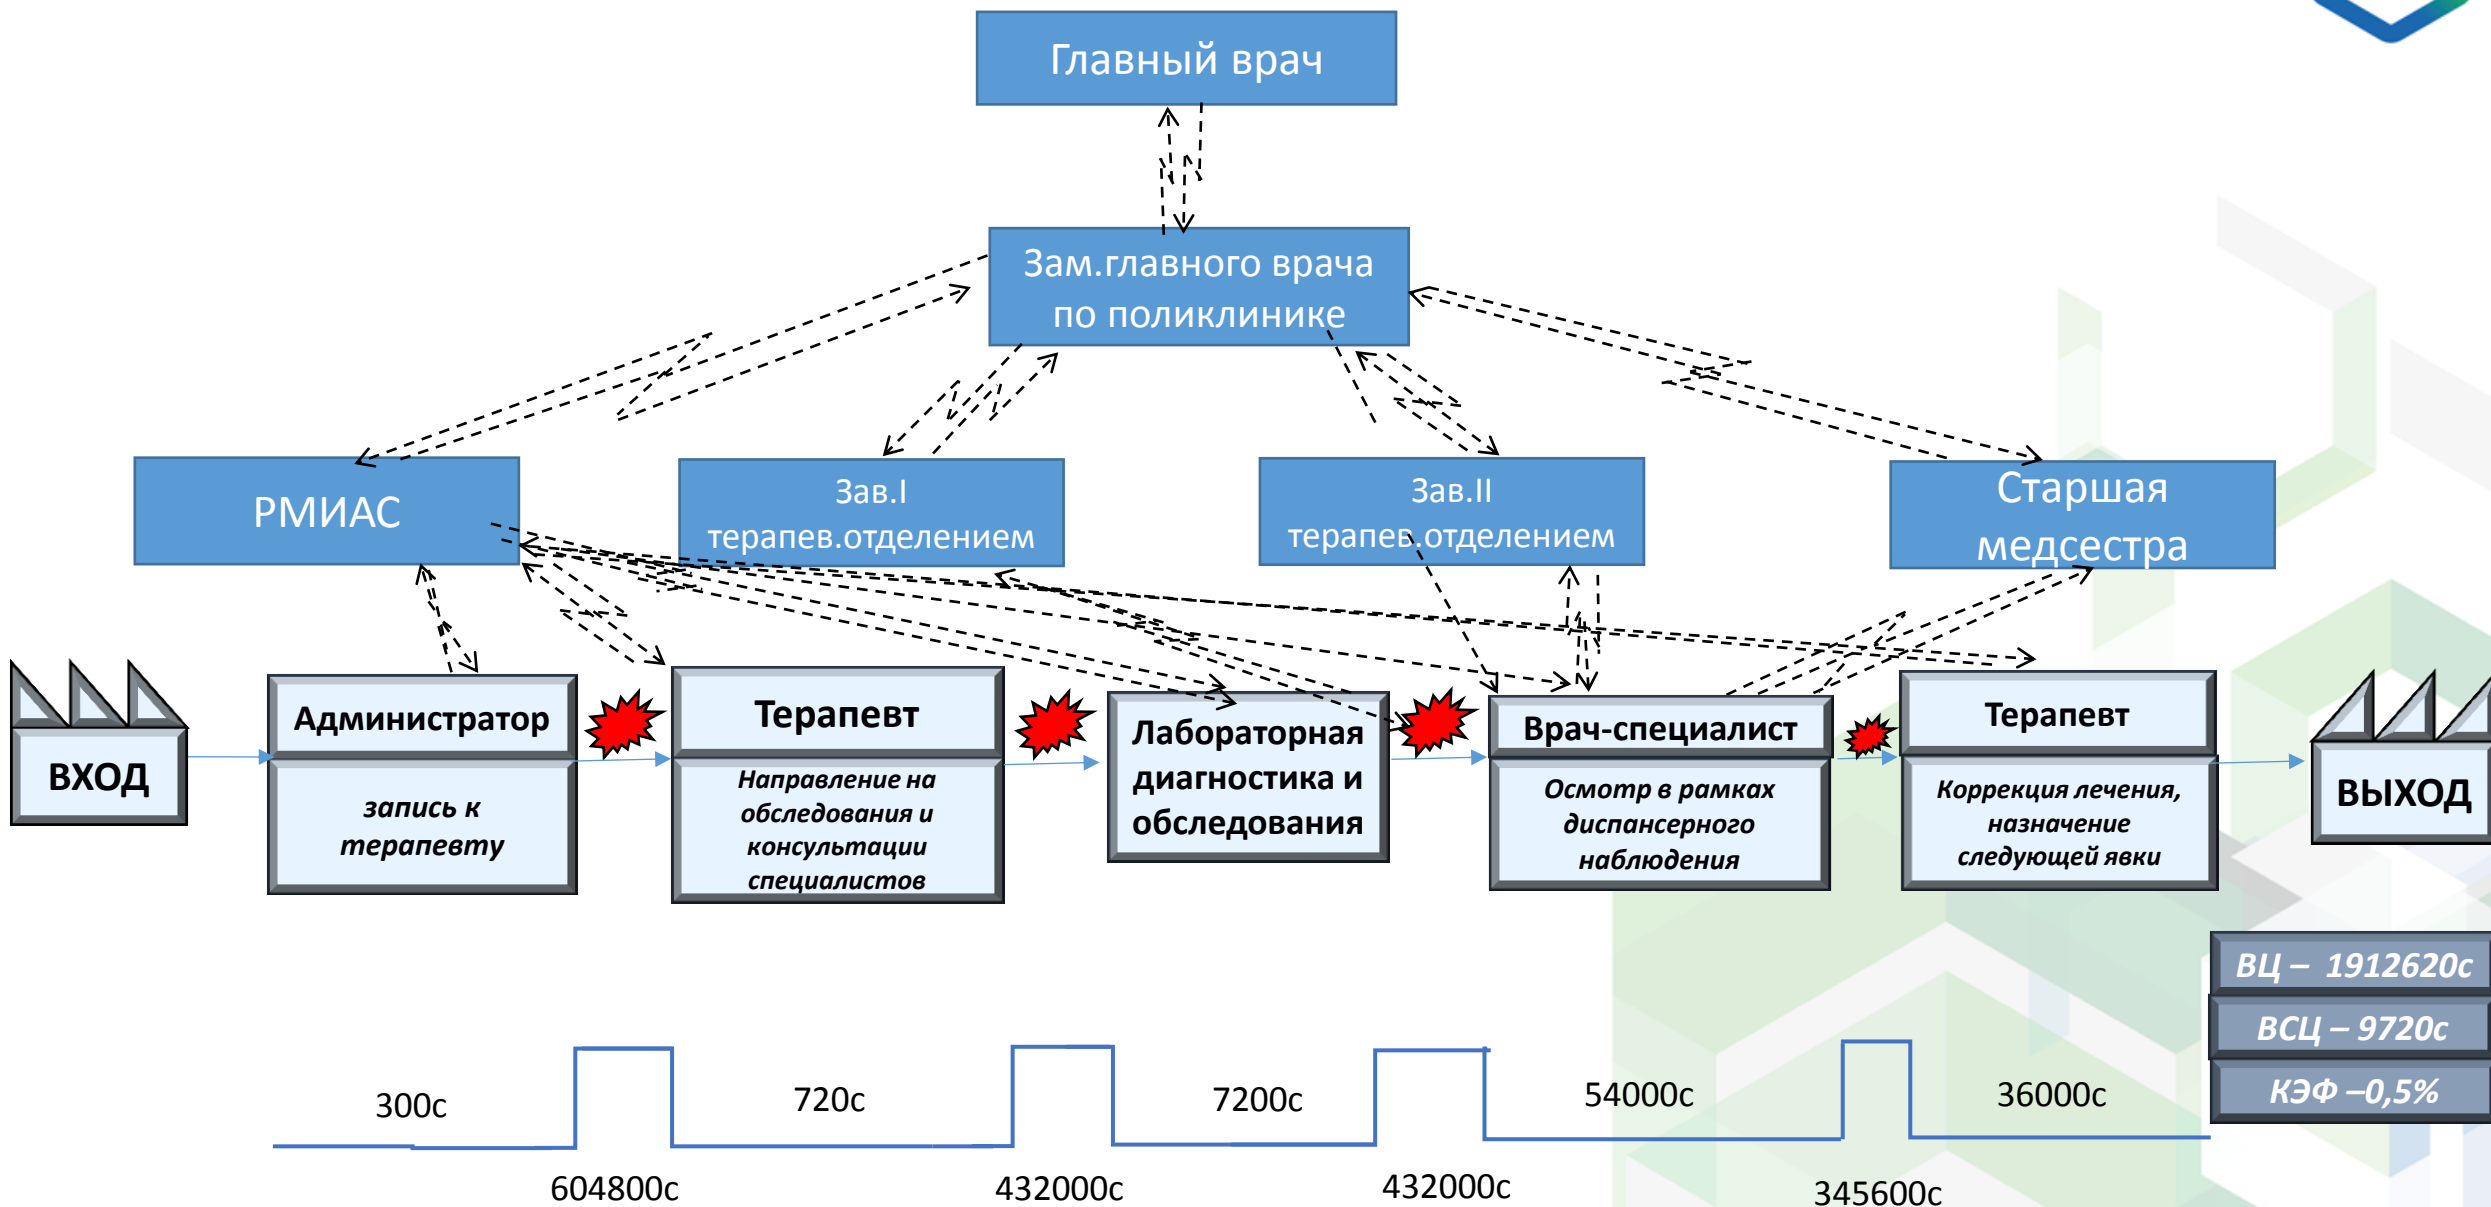 Главный врач
Зам.главного врача
по поликлинике
РМИАС
Зав.I
терапев.отделением
Зав.II
терапев.отделением
Старшая
медсестра
ВХОД
Администратор
запись к
терапевту
Терапевт
Направление на
обследования и
консультации
специалистов
Лабораторная
диагностика и
обследования
Врач-специалист
Осмотр в рамках
диспансерного
наблюдения
Терапевт
Коррекция лечения,
назначение
следующей явки
ВЫХОД
ВЦ – 1912620с
ВСЦ – 9720с
КЭФ –0,5%
300с
720с
7200с
54000с
36000с
604800с
432000с
432000с
345600с